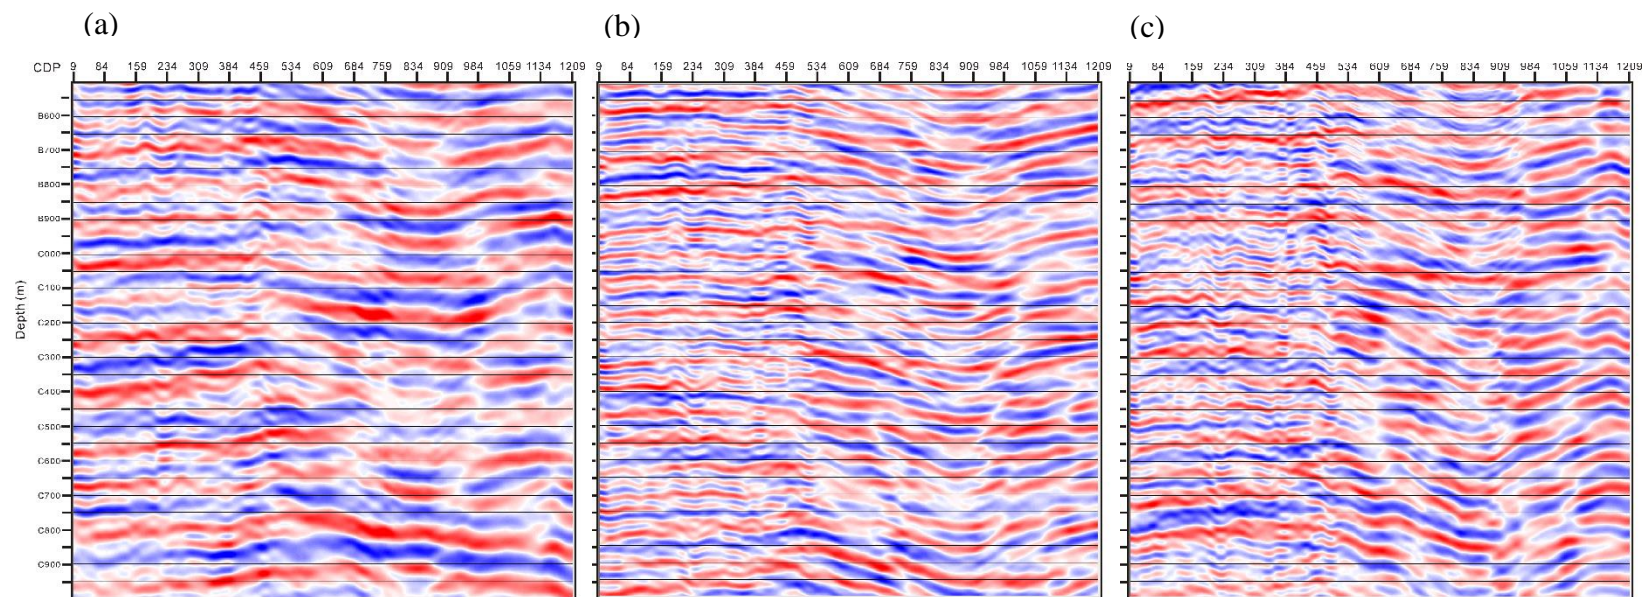 (a) (b) (c)
CDP 9 84 159 234 309 384 459 534 609 684 759 834 909 984 1059 1134 1209
9 84 159 234 309 384 459 534 609 684 759 834 909 984 1059 1134 1209
9 84 159 234 309 384 459 534 609 684 759 834 909 984 1059 1134 1209
B600
B700
B800
B900
C000
C100
C200
C300
C400
C500
C600
C700
C800
C900
Depth (m)